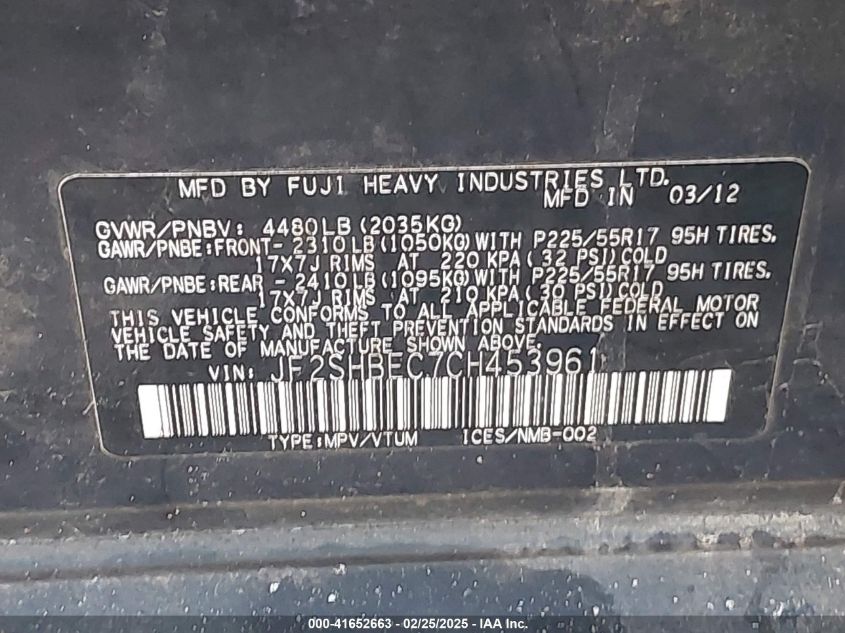 MFD BY FUJI HEAVY INDUSTRIES LTD.
MFD IN 03/12
GVWR/PNBV: 4480LB(2035KG)
GAWR/PNBE:FRONT- 2310LB(1050KG)WITH P225/55R17 95H TIRES.
17X7J RIMS AT 220 KPA(32 PSI)COLD
GAWR/PNBE:REAR - 2410LB(1095KG)WITH P225/55R17 95H TIRES.
17X7J RIMS AT 210 KPA(30 PSI)COLD
THIS VEHICLE CONFORMS TO ALL APPLICABLE FEDERAL MOTOR
VEHICLE SAFETY AND THEFT PREVENTION STANDARDS IN EFFECT ON
THE DATE OF MANUFACTURE SHOWN ABOVE.
VIN: JF2SHBEC7CH453961
TYPE:MPV/VTUM ICES/NMB-002
000-41652663 - 02/25/2025 - © IAA, Inc.